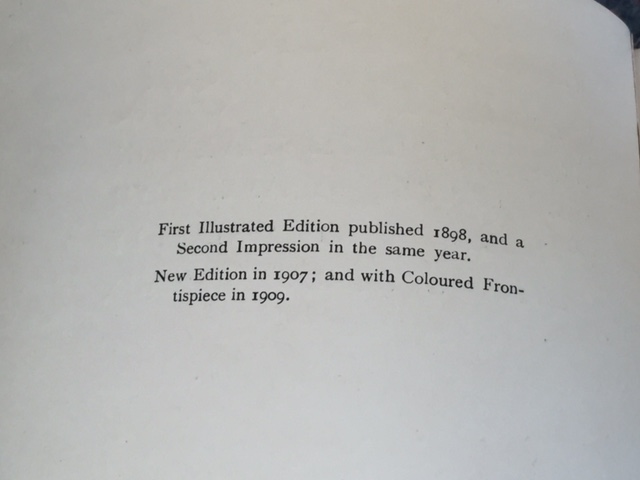 First Illustrated Edition published 1898, and a
Second Impression in the same year.
New Edition in 1907; and with Coloured Fron-
tispiece in 1909.